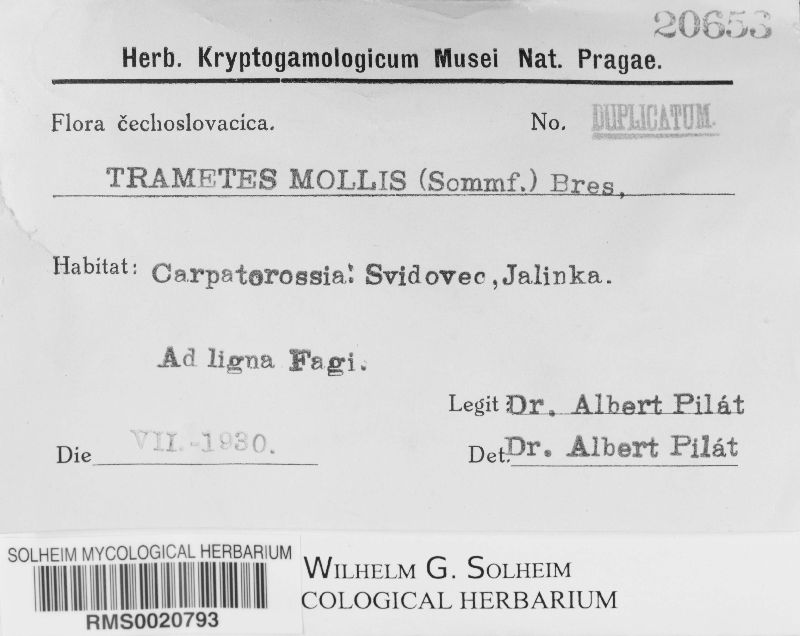 20653
Herb. Kryptogamologicum Musei Nat. Pragae.
Flora čechoslovacica. No. DUPLICATUM.
TRAMETES MOLLIS (Sommf.) Bres,
Habitat: Carpatorossia: Svidovec,Jalinka.
Ad ligna Fagi.
Legit Dr. Albert Pilát
Die VII.-1930.
Det. Dr. Albert Pilát
SOLHEIM MYCOLOGICAL HERBARIUM
RMS0020793
WILHELM G. SOLHEIM
COLOGICAL HERBARIUM